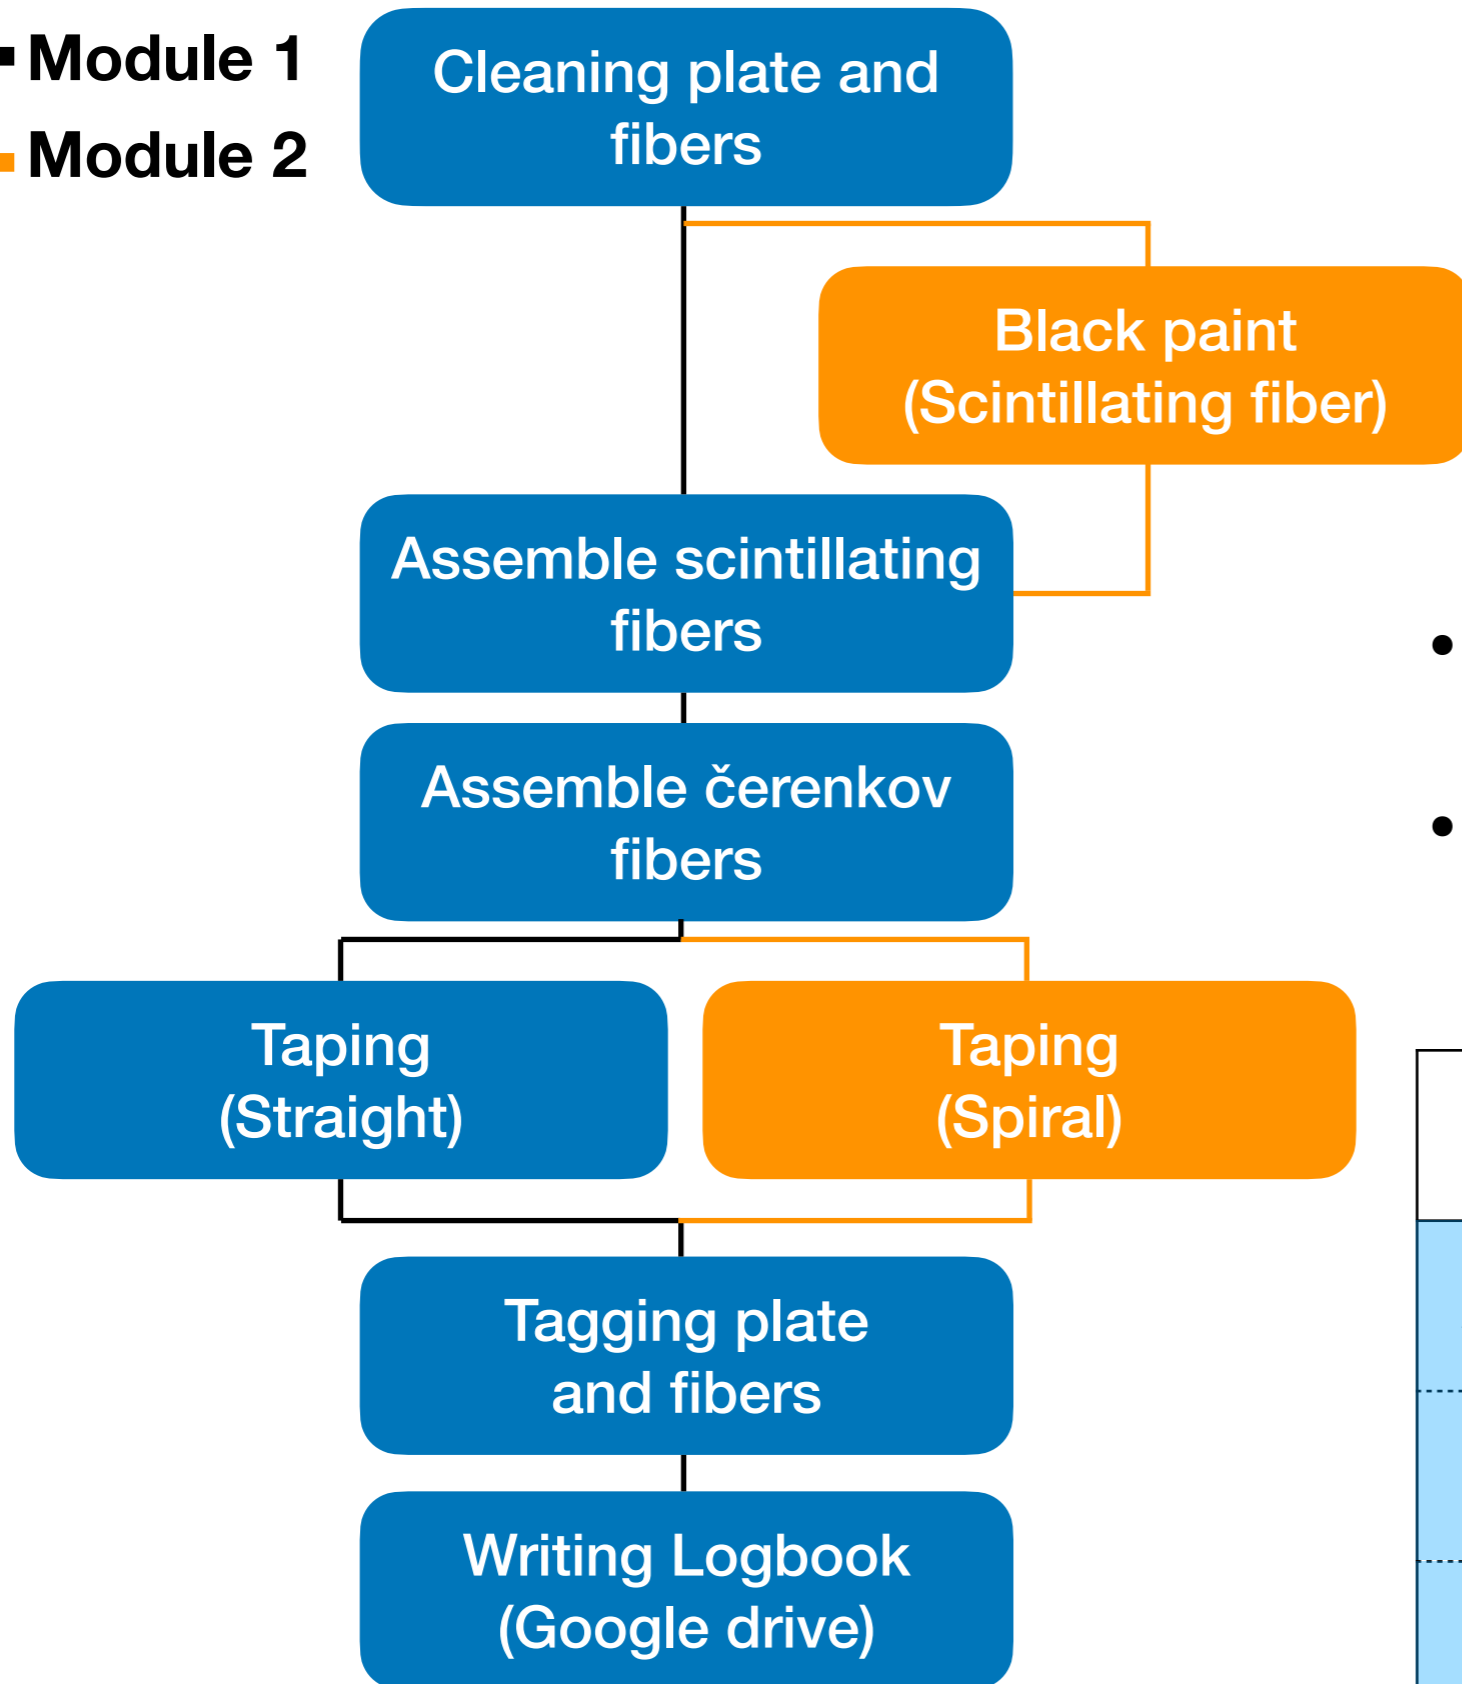 Module 1
Module 2
Cleaning plate and
fibers
Black paint
(Scintillating fiber)
Assemble scintillating
fibers
Assemble čerenkov
fibers
Taping
(Straight)
Taping
(Spiral)
Tagging plate
and fibers
Writing Logbook
(Google drive)